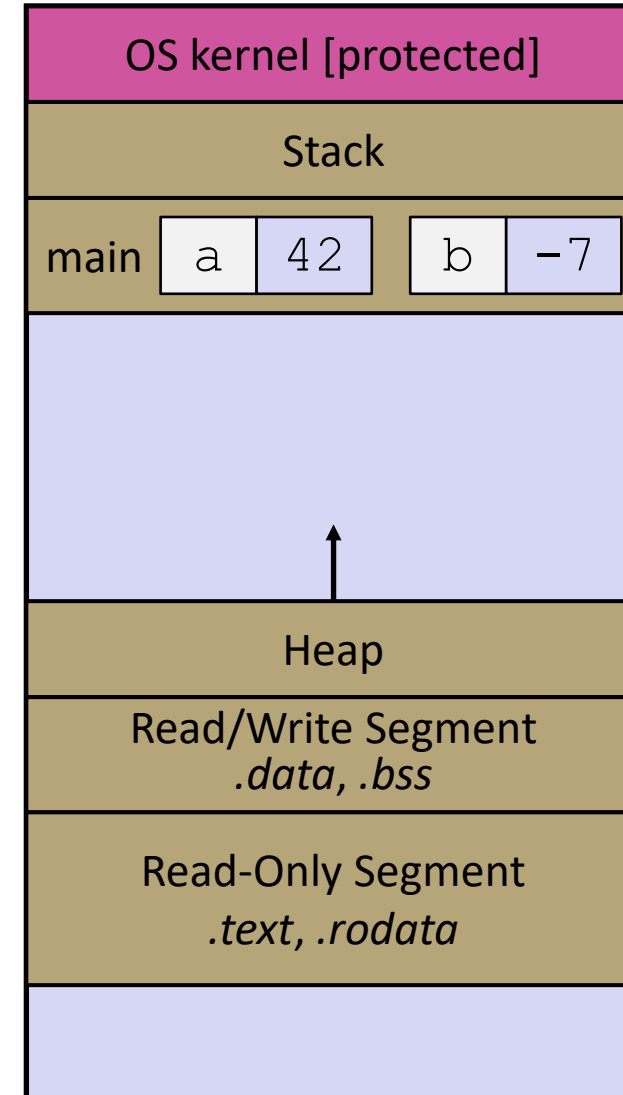 OS kernel [protected]
Stack
main a 42 b -7
Heap
Read/Write Segment
.data, .bss
Read-Only Segment
.text, .rodata